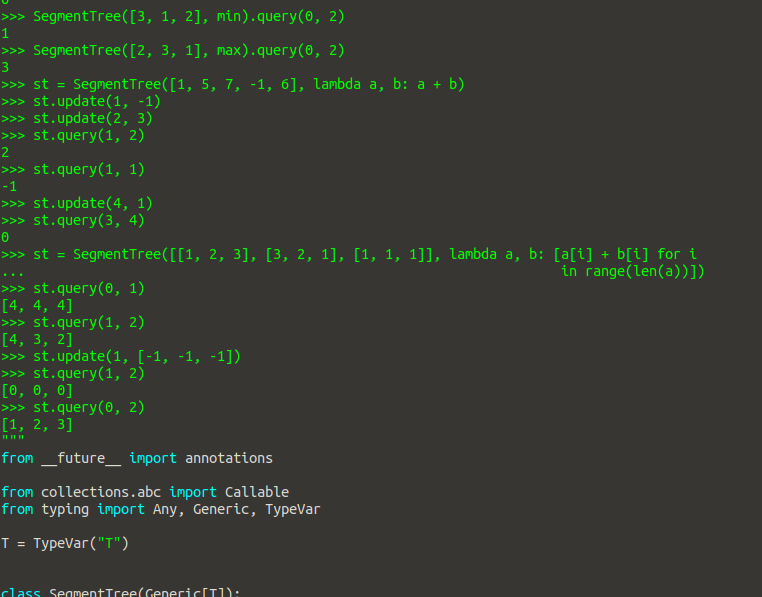 >>> SegmentTree([3, 1, 2], min).query(0, 2)
1
>>> SegmentTree([2, 3, 1], max).query(0, 2)
3
>>> st = SegmentTree([1, 5, 7, -1, 6], lambda a, b: a + b)
>>> st.update(1, -1)
>>> st.update(2, 3)
>>> st.query(1, 2)
2
>>> st.query(1, 1)
-1
>>> st.update(4, 1)
>>> st.query(3, 4)
0
>>> st = SegmentTree([[1, 2, 3], [3, 2, 1], [1, 1, 1]], lambda a, b: [a[i] + b[i] for i
...                                                                   in range(len(a))])
>>> st.query(0, 1)
[4, 4, 4]
>>> st.query(1, 2)
[4, 3, 2]
>>> st.update(1, [-1, -1, -1])
>>> st.query(1, 2)
[0, 0, 0]
>>> st.query(0, 2)
[1, 2, 3]
"""
from __future__ import annotations

from collections.abc import Callable
from typing import Any, Generic, TypeVar

T = TypeVar("T")


class SegmentTree(Generic[T]):